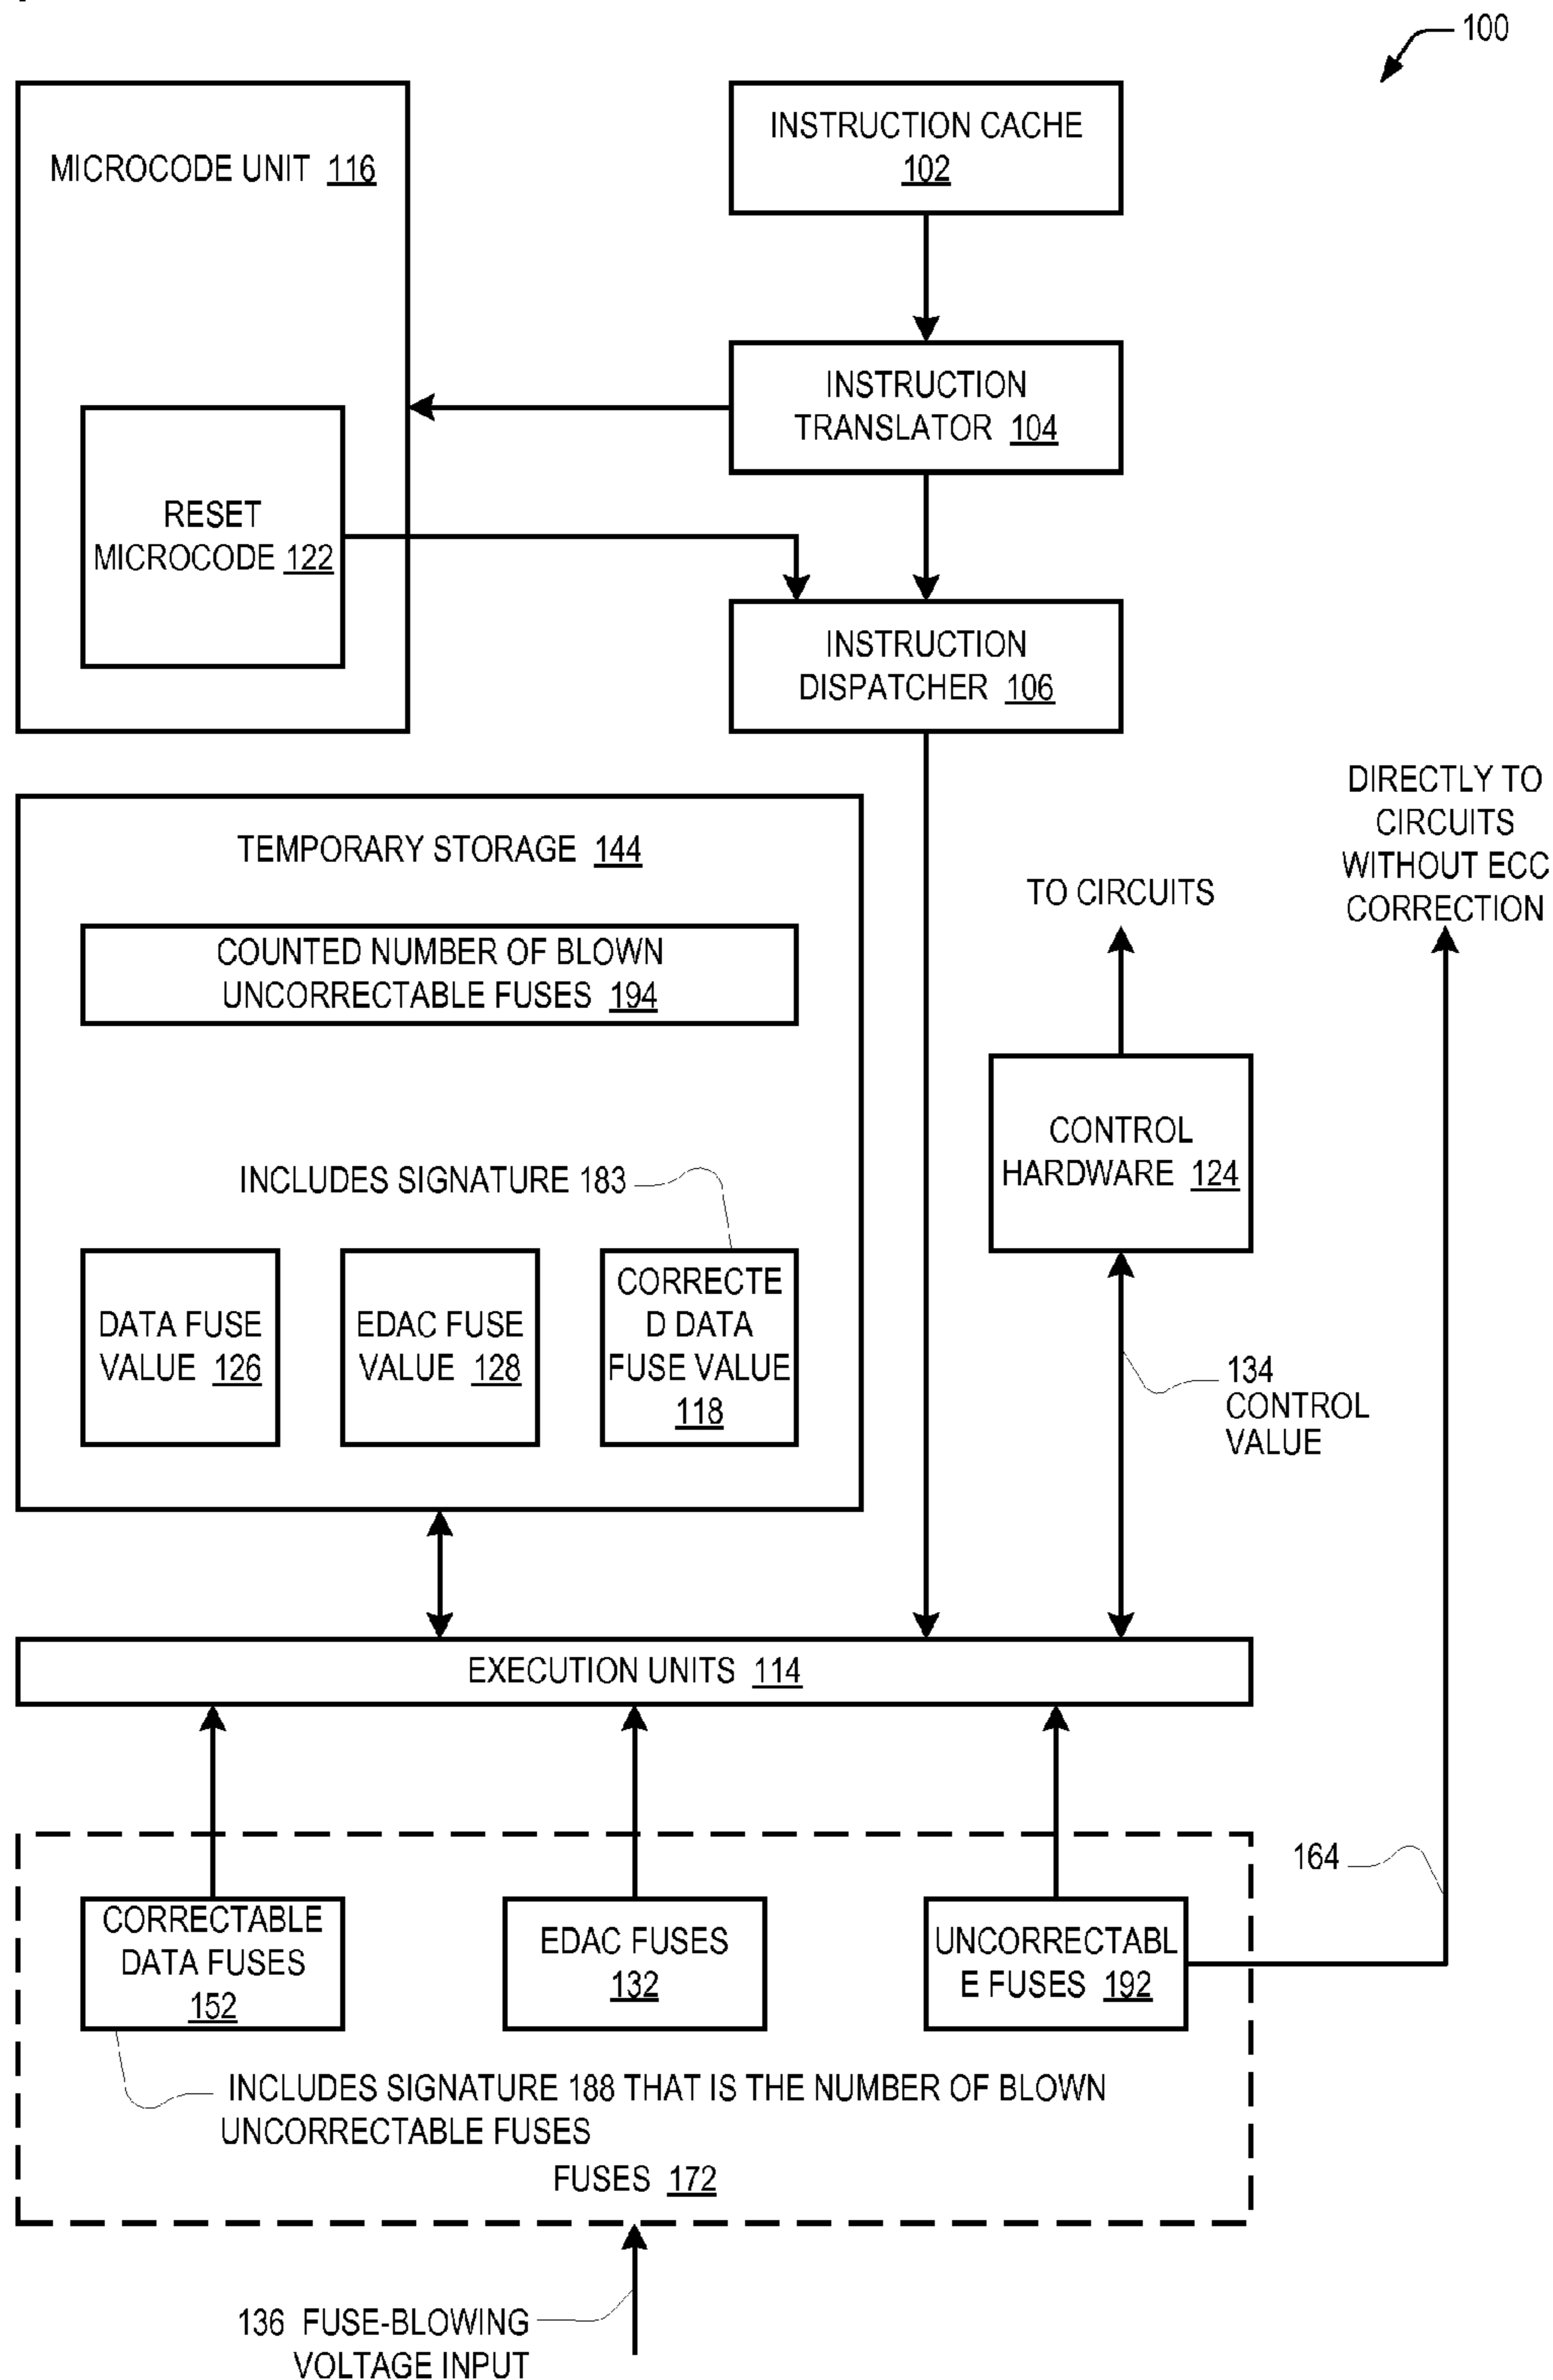 100
INSTRUCTION CACHE
102
MICROCODE UNIT 116
INSTRUCTION
TRANSLATOR 104
RESET
MICROCODE 122
INSTRUCTION
DISPATCHER 106
DIRECTLY TO
CIRCUITS
WITHOUT ECC
CORRECTION
TEMPORARY STORAGE 144
TO CIRCUITS
COUNTED NUMBER OF BLOWN
UNCORRECTABLE FUSES 194
CONTROL
HARDWARE 124
INCLUDES SIGNATURE 183
DATA FUSE
VALUE 126
EDAC FUSE
VALUE 128
CORRECTE
D DATA
FUSE VALUE
118
134
CONTROL
VALUE
EXECUTION UNITS 114
164
CORRECTABLE
DATA FUSES
152
EDAC FUSES
132
UNCORRECTABL
E FUSES 192
INCLUDES SIGNATURE 188 THAT IS THE NUMBER OF BLOWN
UNCORRECTABLE FUSES
FUSES 172
136 FUSE-BLOWING
VOLTAGE INPUT